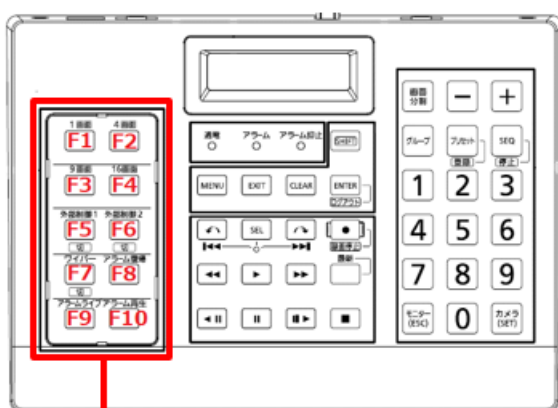 1画面 4画面
F1 F2
9画面 16画面
F3 F4
外部制御1 外部制御2
F5 F6
切 切
ワイパー アラーム復帰
F7 F8
切
アラームライブ アラーム再生
F9 F10
通電 アラーム アラーム抑止
SHIFT
MENU EXIT CLEAR ENTER
ログアウト
SEL
録画停止
画面分割 - +
グループ プリセット SEQ
登録 停止
1 2 3
4 5 6
7 8 9
モニター(ESC) 0 カメラ(SET)